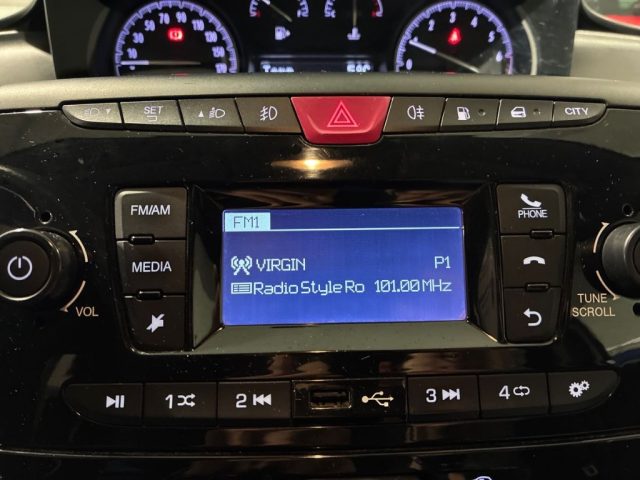 SET
CITY
FM/AM
MEDIA
VOL
FM1
VIRGIN P1
Radio Style Ro 101.00 MHz
PHONE
TUNE
SCROLL
1
2
3
4